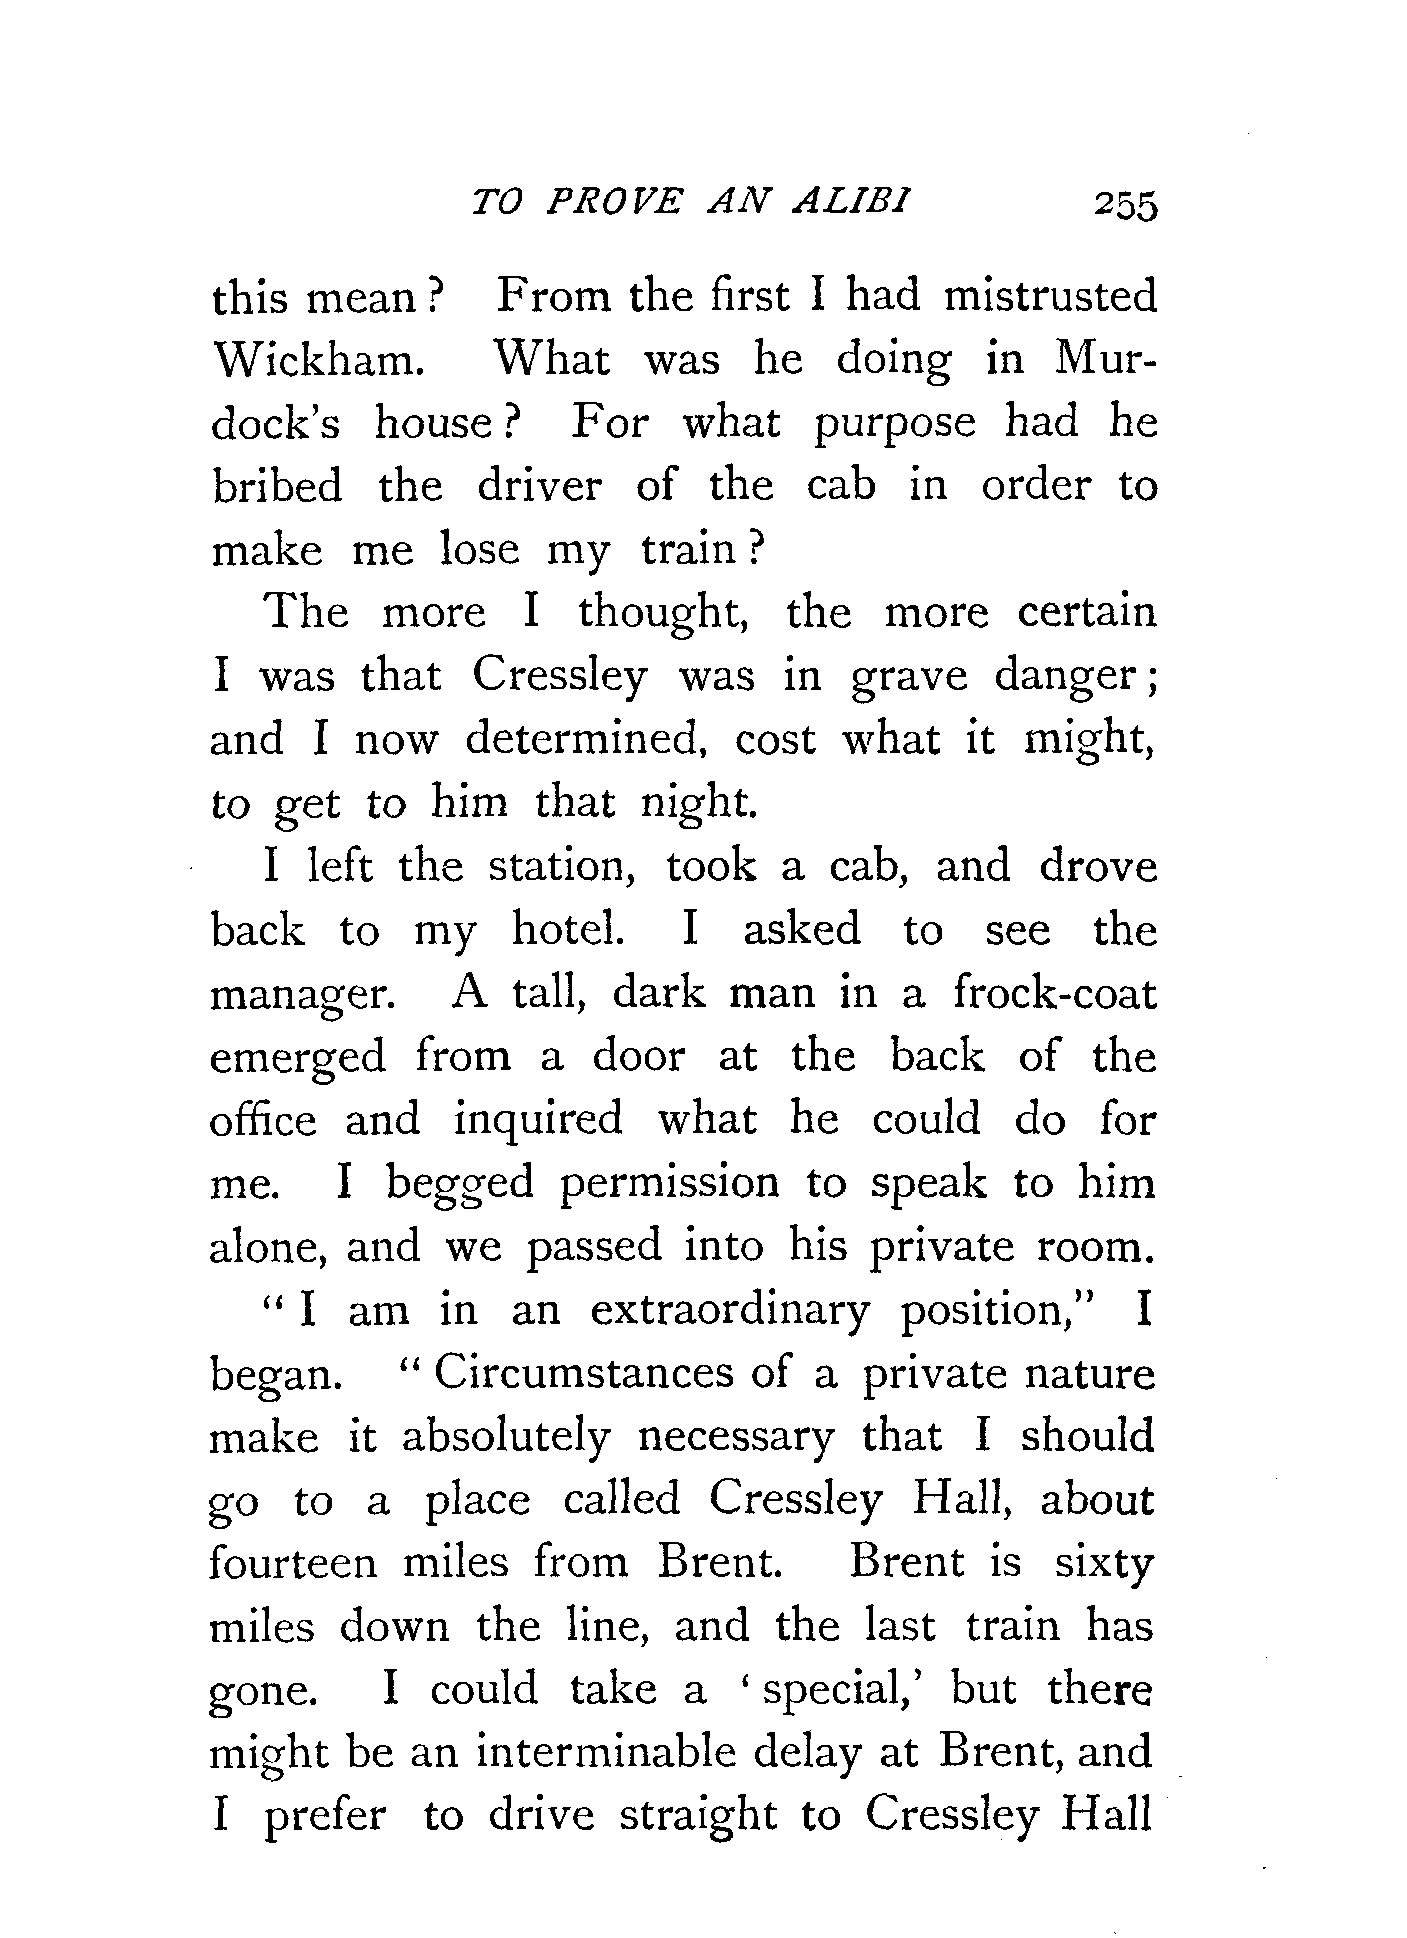 TO PROVE AN ALIBI 255
this mean? From the first I had mistrusted
Wickham. What was he doing in Mur-
dock's house? For what purpose had he
bribed the driver of the cab in order to
make me lose my train?
The more I thought, the more certain
I was that Cressley was in grave danger;
and I now determined, cost what it might,
to get to him that night.
I left the station, took a cab, and drove
back to my hotel. I asked to see the
manager. A tall, dark man in a frock-coat
emerged from a door at the back of the
office and inquired what he could do for
me. I begged permission to speak to him
alone, and we passed into his private room.
"I am in an extraordinary position," I
began. "Circumstances of a private nature
make it absolutely necessary that I should
go to a place called Cressley Hall, about
fourteen miles from Brent. Brent is sixty
miles down the line, and the last train has
gone. I could take a 'special,' but there
might be an interminable delay at Brent, and
I prefer to drive straight to Cressley Hall